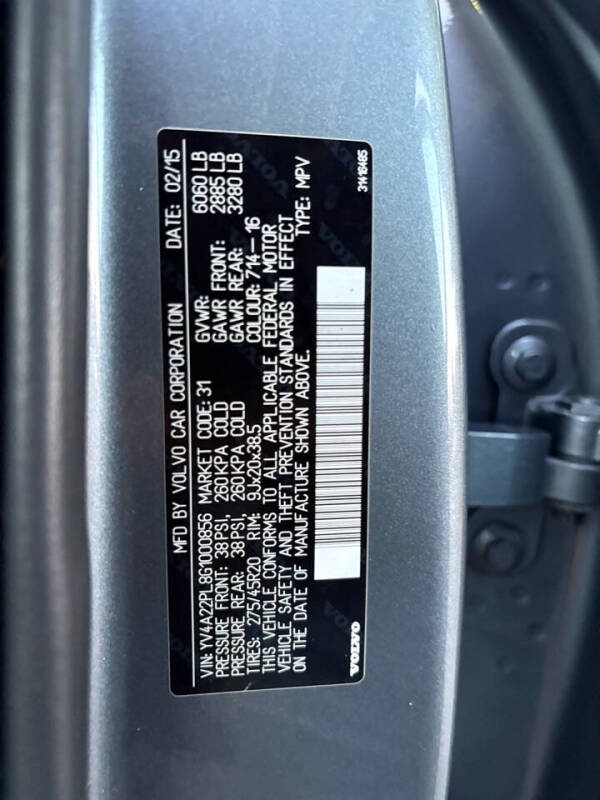 MFD BY VOLVO CAR CORPORATION DATE: 02/15
VIN: YV4A22PL8G1000856 MARKET CODE: 31 GVWR: 6060 LB
PRESSURE FRONT: 38PSI, 260KPA COLD GAWR FRONT: 2885 LB
PRESSURE REAR: 38PSI, 260KPA COLD GAWR REAR: 3280 LB
TIRES: 275/45R20 RIM: 9Jx20x38.5 COLOUR: 714-16
THIS VEHICLE CONFORMS TO ALL APPLICABLE FEDERAL MOTOR
VEHICLE SAFETY AND THEFT PREVENTION STANDARDS IN EFFECT
ON THE DATE OF MANUFACTURE SHOWN ABOVE. TYPE: MPV
VOLVO 31416485